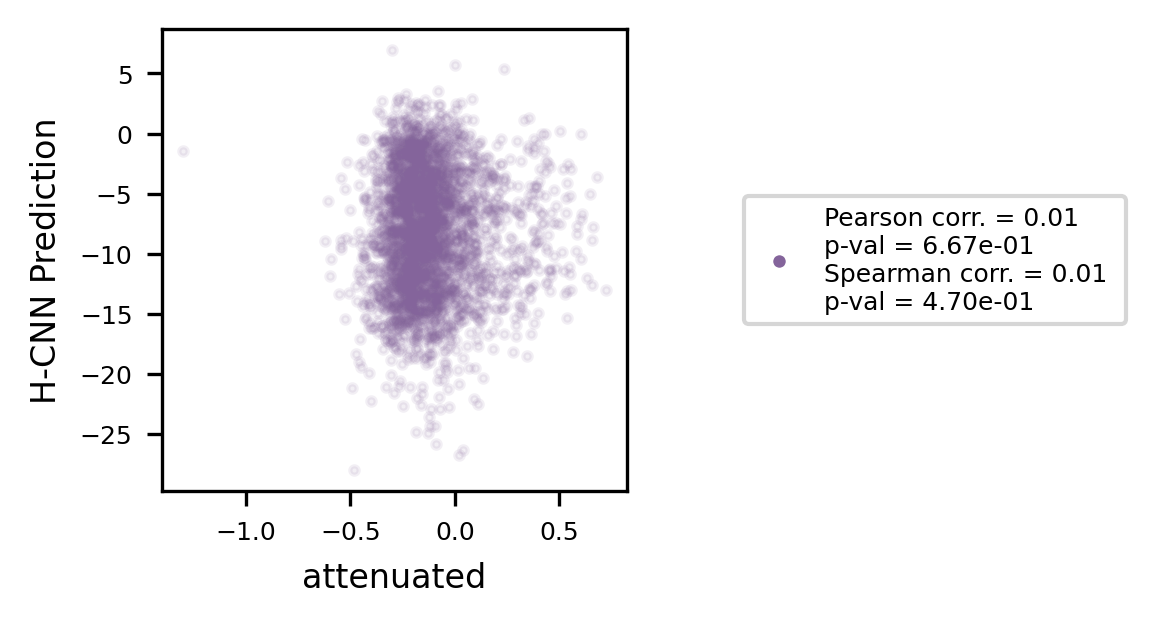 5
0
−5
−10
−15
−20
−25
H-CNN Prediction
−1.0
−0.5
0.0
0.5
attenuated
Pearson corr. = 0.01
p-val = 6.67e-01
Spearman corr. = 0.01
p-val = 4.70e-01